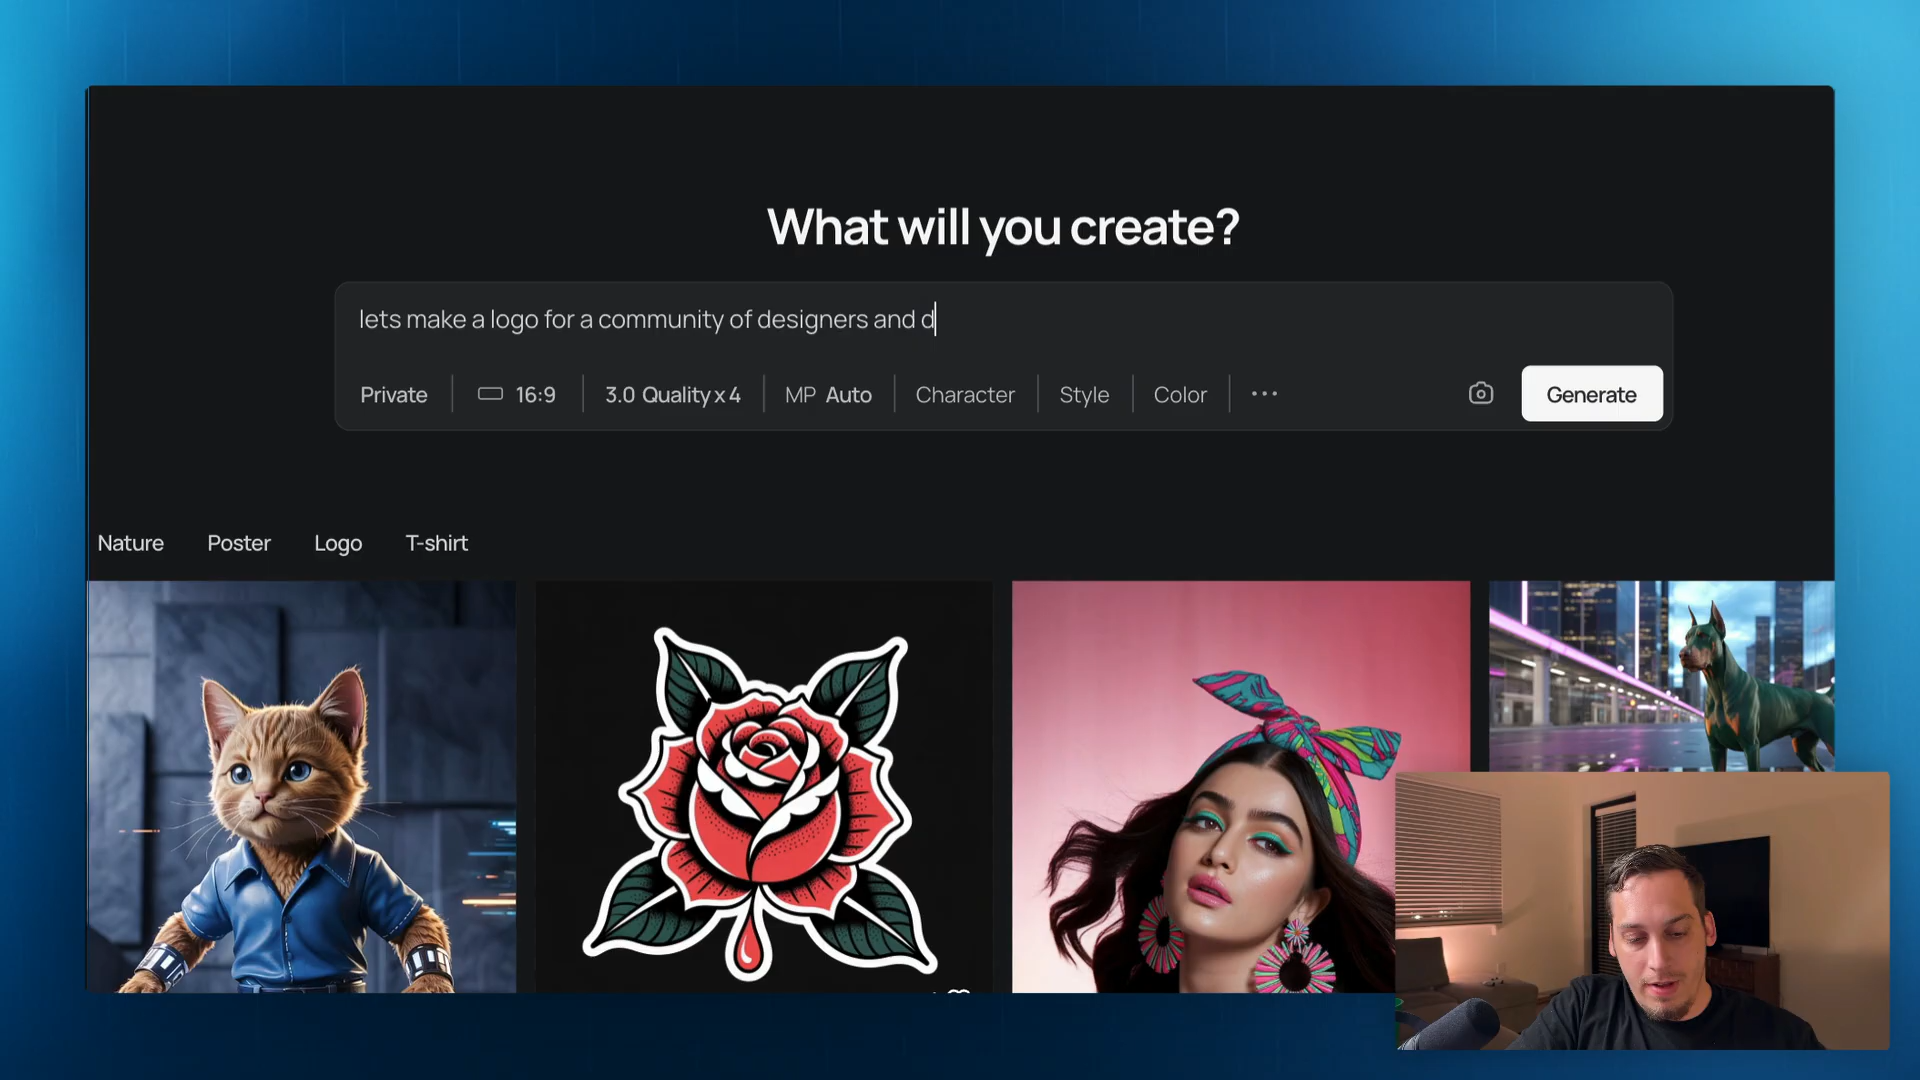 What will you create?
lets make a logo for a community of designers and d
Private 16:9 3.0 Quality x 4 MP Auto Character Style Color ··· Generate
Nature Poster Logo T-shirt